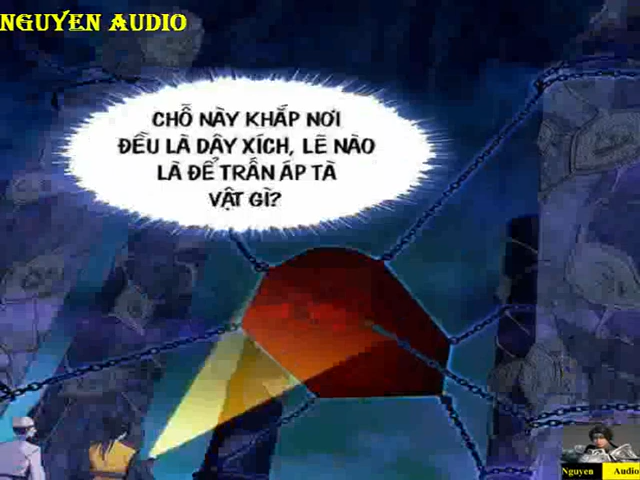 NGUYEN AUDIO
CHỖ NÀY KHẮP NƠI
ĐỀU LÀ DÂY XÍCH, LẼ NÀO
LÀ ĐỂ TRẤN ÁP TÀ
VẬT GÌ?
Nguyen Audio